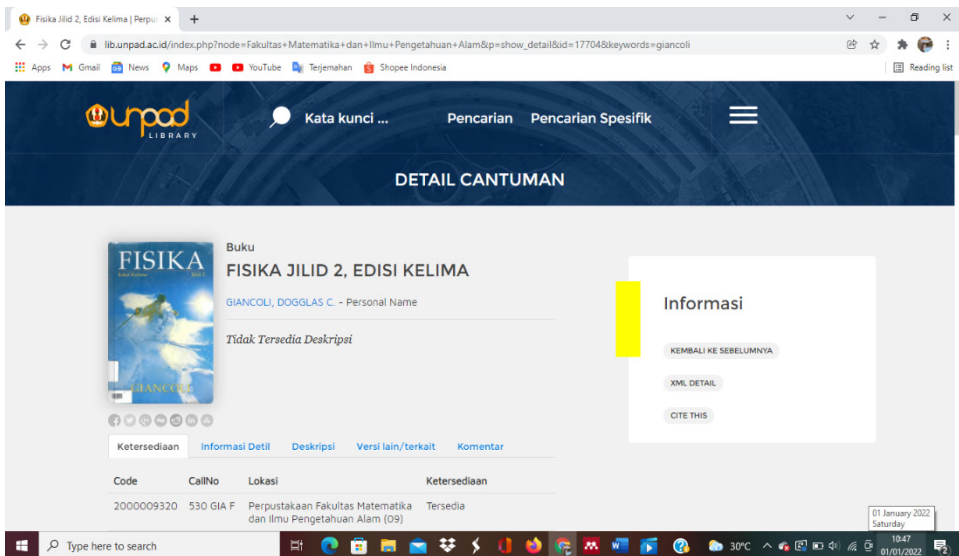 Fisika Jilid 2, Edisi Kelima | Perpu
lib.unpad.ac.id/index.php?node=Fakultas+Matematika+dan+Ilmu+Pengetahuan+Alam&p=show_detail&id=17704&keywords=giancoli
Apps Gmail News Maps YouTube Terjemahan Shopee Indonesia Reading list
unpad
LIBRARY
Kata kunci ... Pencarian Pencarian Spesifik
DETAIL CANTUMAN
FISIKA
GIANCOLI
Buku
FISIKA JILID 2, EDISI KELIMA
GIANCOLI, DOGGLAS C. - Personal Name
Tidak Tersedia Deskripsi
Informasi
KEMBALI KE SEBELUMNYA
XML DETAIL
CITE THIS
Ketersediaan Informasi Detil Deskripsi Versi lain/terkait Komentar
Code CallNo Lokasi Ketersediaan
2000009320 530 GIA F Perpustakaan Fakultas Matematika Tersedia
dan Ilmu Pengetahuan Alam (09)
01 January 2022
Saturday
Type here to search 30°C 10:47
01/01/2022